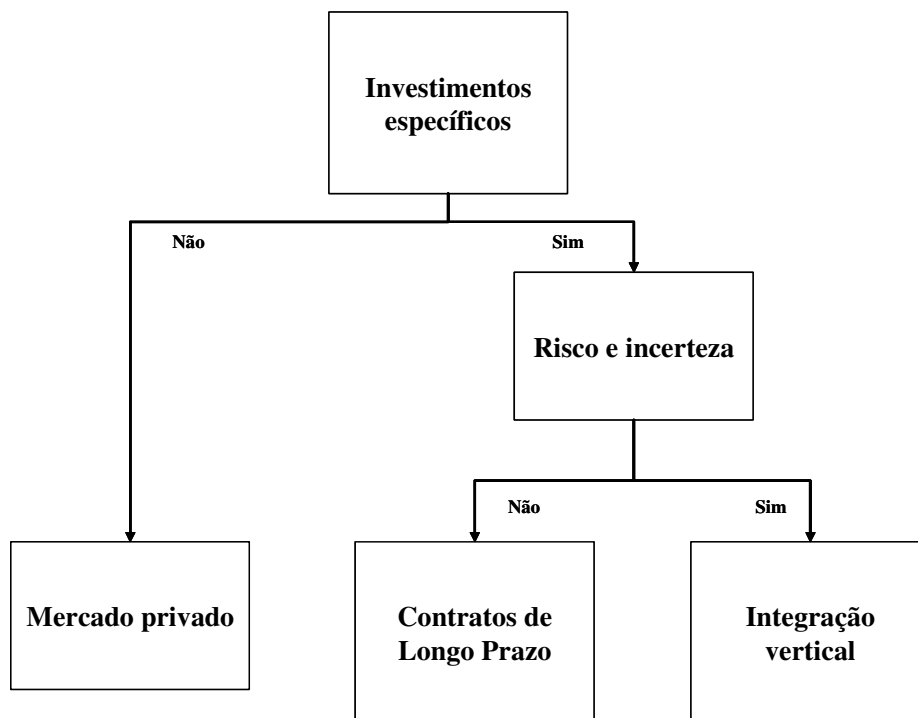 Investimentos
específicos
Não
Sim
Risco e incerteza
Não
Sim
Mercado privado
Contratos de
Longo Prazo
Integração
vertical